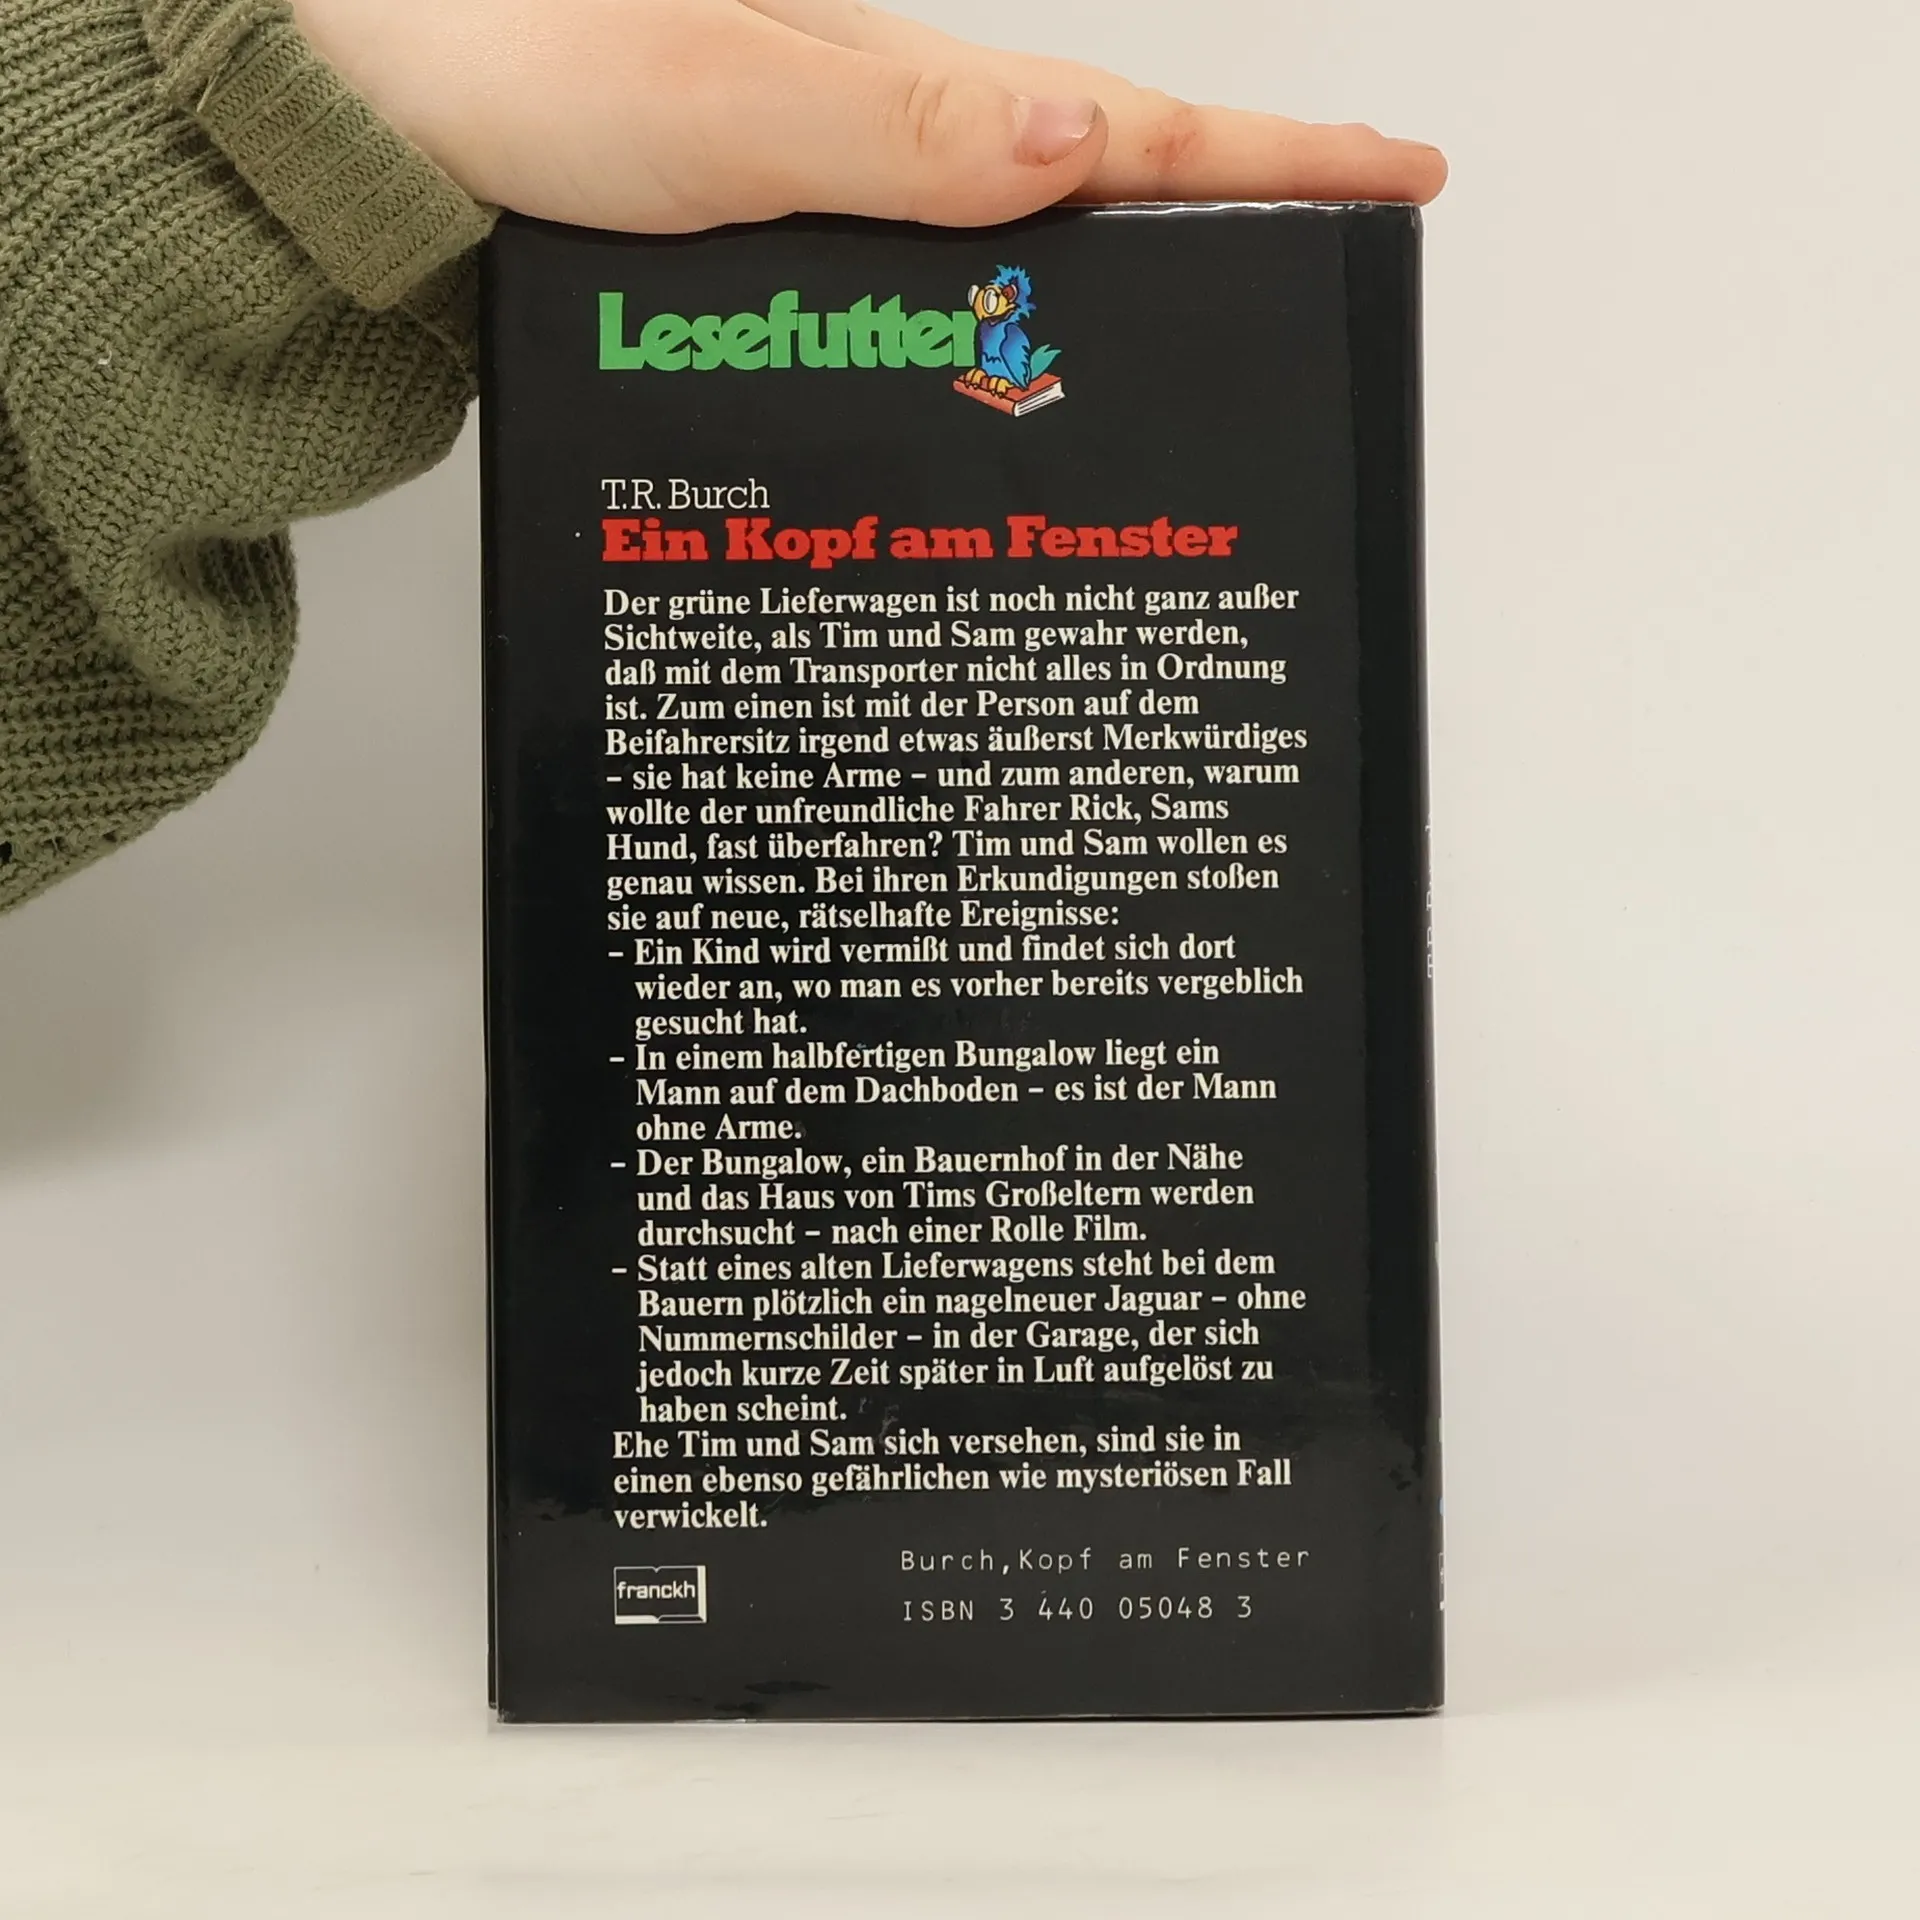 Lesefutter
T.R. Burch
Ein Kopf am Fenster
Der grüne Lieferwagen ist noch nicht ganz außer
Sichtweite, als Tim und Sam gewahr werden,
daß mit dem Transporter nicht alles in Ordnung
ist. Zum einen ist mit der Person auf dem
Beifahrersitz irgend etwas äußerst Merkwürdiges
– sie hat keine Arme – und zum anderen, warum
wollte der unfreundliche Fahrer Rick, Sams
Hund, fast überfahren? Tim und Sam wollen es
genau wissen. Bei ihren Erkundigungen stoßen
sie auf neue, rätselhafte Ereignisse:
– Ein Kind wird vermißt und findet sich dort
wieder an, wo man es vorher bereits vergeblich
gesucht hat.
– In einem halbfertigen Bungalow liegt ein
Mann auf dem Dachboden – es ist der Mann
ohne Arme.
– Der Bungalow, ein Bauernhof in der Nähe
und das Haus von Tims Großeltern werden
durchsucht – nach einer Rolle Film.
– Statt eines alten Lieferwagens steht bei dem
Bauern plötzlich ein nagelneuer Jaguar – ohne
Nummernschilder – in der Garage, der sich
jedoch kurze Zeit später in Luft aufgelöst zu
haben scheint.
Ehe Tim und Sam sich versehen, sind sie in
einen ebenso gefährlichen wie mysteriösen Fall
verwickelt.
franckh
Burch,Kopf am Fenster
ISBN 3 440 05048 3